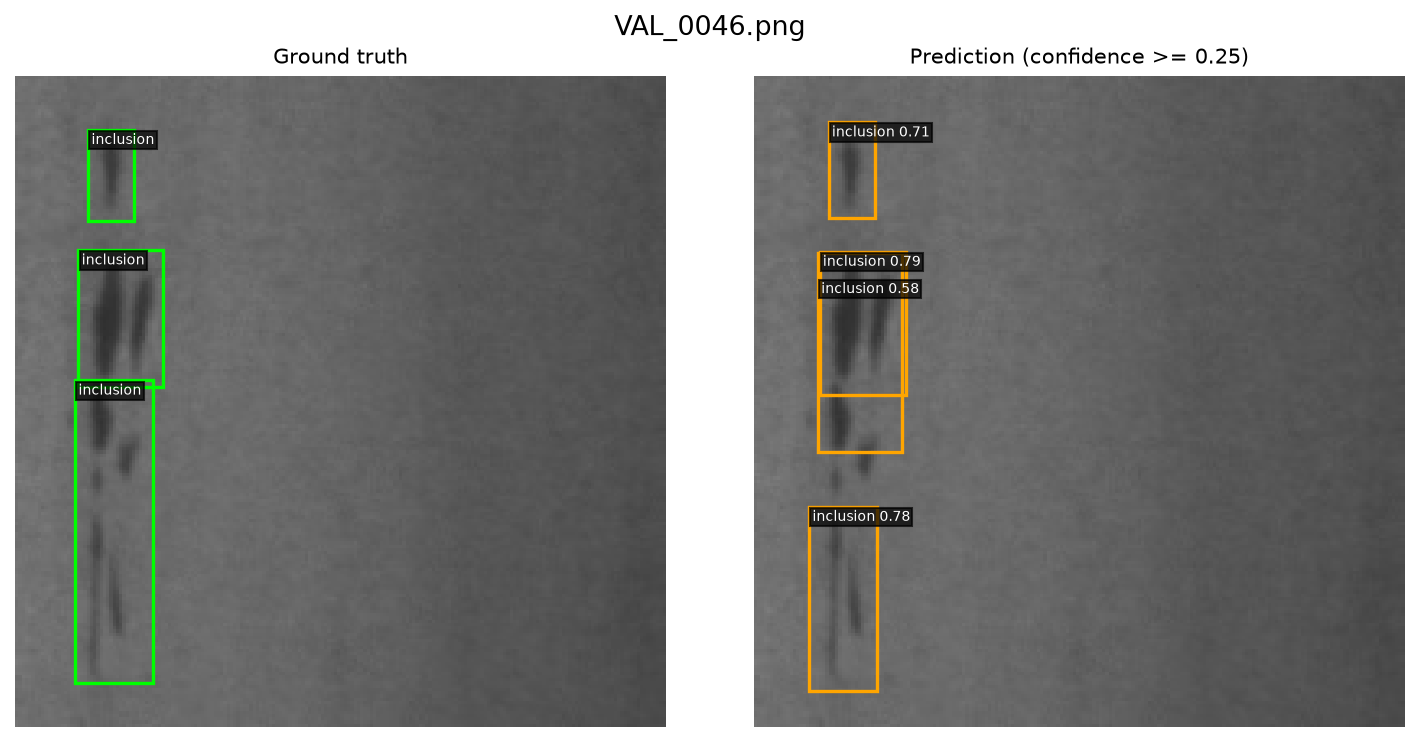 VAL_0046.png
Ground truth
Prediction (confidence >= 0.25)
inclusion
inclusion
inclusion
inclusion 0.71
inclusion 0.79
inclusion 0.58
inclusion 0.78